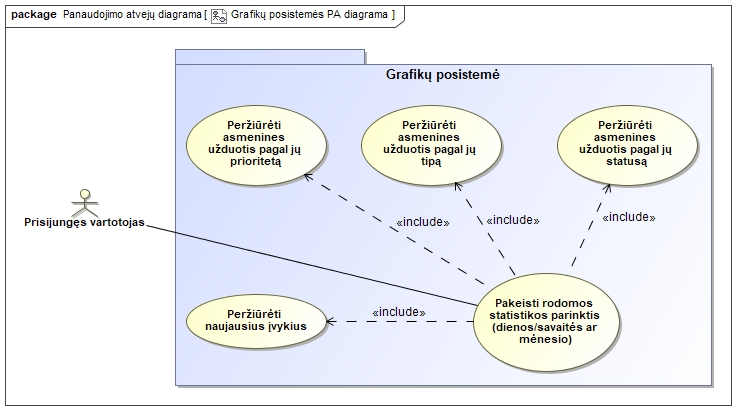 package Panaudojimo atvejų diagrama [ Grafikų posistemės PA diagrama ]
Grafikų posistemė
Peržiūrėti
asmenines
užduotis pagal jų
prioritetą
Peržiūrėti
asmenines
užduotis pagal jų
tipą
Peržiūrėti
asmenines
užduotis pagal jų
statusą
Prisijungęs vartotojas
«include»
«include»
«include»
Peržiūrėti
naujausius įvykius
«include»
Pakeisti rodomos
statistikos parinktis
(dienos/savaitės ar
mėnesio)